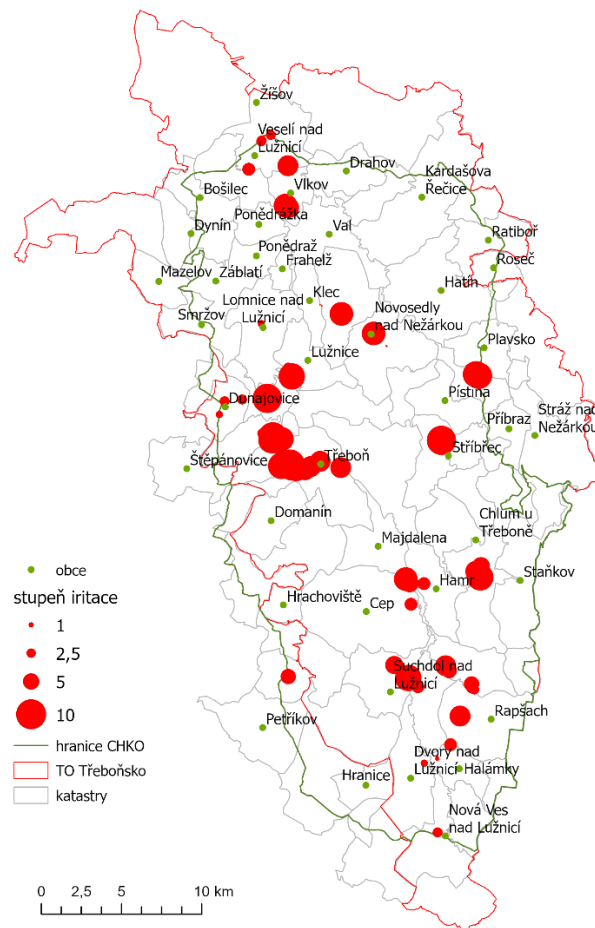 Žíšov
Veselí nad
Lužnicí
Drahov
Kardašova
Řečice
Bošilec
Vlkov
Ponědrážka
Dynín
Val
Ratiboř
Ponědraž
Frahelž
Roseč
Mazelov
Záblatí
Hatín
Klec
Lomnice nad
Lužnicí
Smržov
Novosedly
nad Nežárkou
Plavsko
Lužnice
Pístina
Dunajovice
Stráž nad
Nežárkou
Příbraz
Stříbřec
Štěpánovice
Třeboň
Domanín
Chlum u
Třeboně
Majdalena
Staňkov
Hamr
Hrachoviště
Cep
Suchdol nad
Lužnicí
Rapšach
Petříkov
Dvory nad
Lužnicí
Halámky
Hranice
Nová Ves
nad Lužnicí
obce
stupeň iritace
1
2,5
5
10
hranice CHKO
TO Třeboňsko
katastry
0 2,5 5 10 km